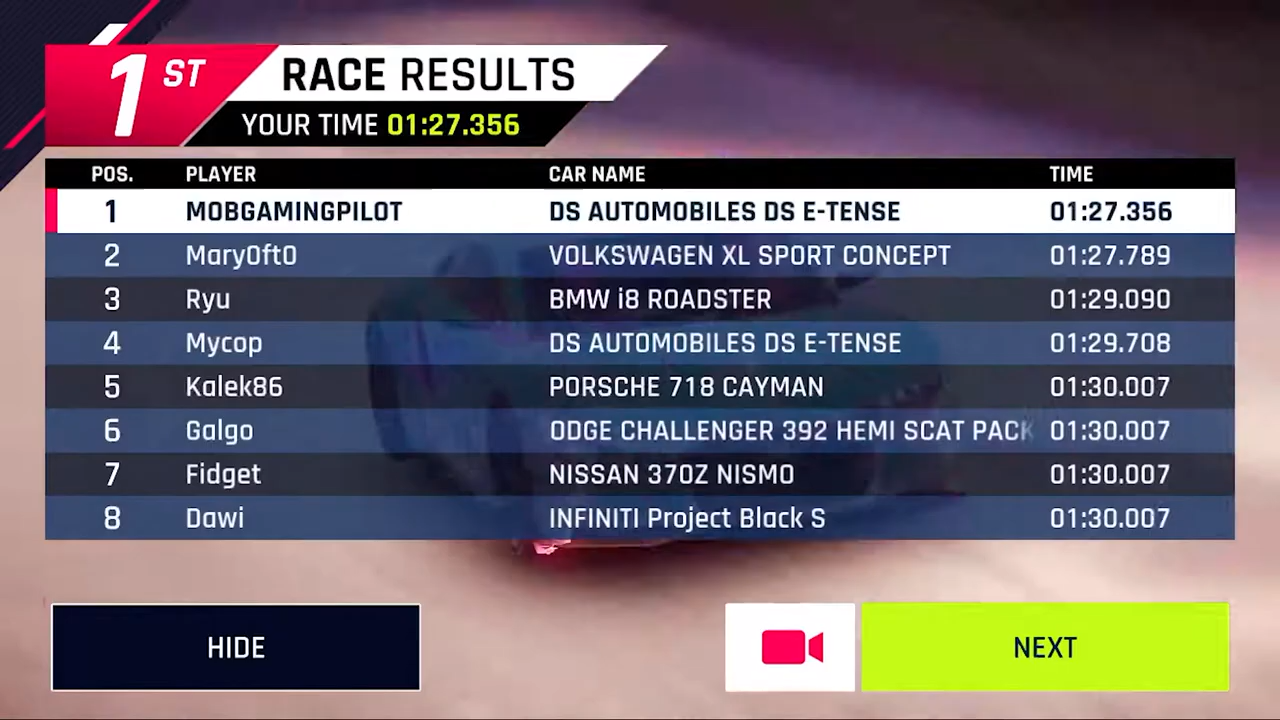 1 ST RACE RESULTS
YOUR TIME 01:27.356
POS. PLAYER CAR NAME TIME
1 MOBGAMINGPILOT DS AUTOMOBILES DS E-TENSE 01:27.356
2 Mary0ft0 VOLKSWAGEN XL SPORT CONCEPT 01:27.789
3 Ryu BMW i8 ROADSTER 01:29.090
4 Mycop DS AUTOMOBILES DS E-TENSE 01:29.708
5 Kalek86 PORSCHE 718 CAYMAN 01:30.007
6 Galgo ODGE CHALLENGER 392 HEMI SCAT PACK 01:30.007
7 Fidget NISSAN 370Z NISMO 01:30.007
8 Dawi INFINITI Project Black S 01:30.007
HIDE NEXT